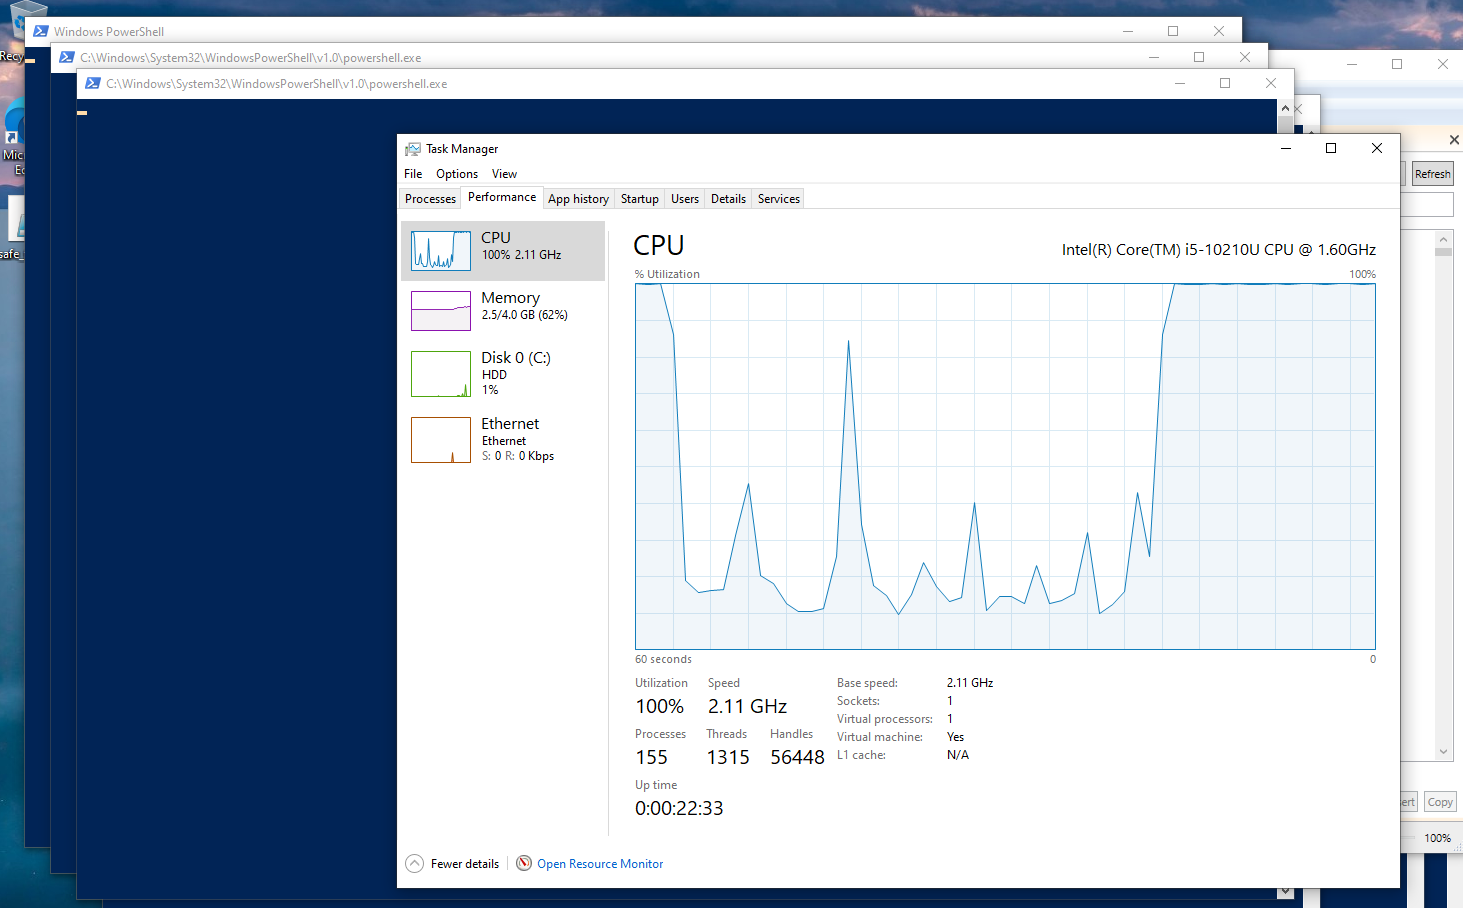 Recy
Windows PowerShell
C:\Windows\System32\WindowsPowerShell\v1.0\powershell.exe
C:\Windows\System32\WindowsPowerShell\v1.0\powershell.exe
Mic
Ec
safe_
Task Manager
File Options View
Processes Performance App history Startup Users Details Services
CPU
100% 2.11 GHz
Memory
2.5/4.0 GB (62%)
Disk 0 (C:)
HDD
1%
Ethernet
Ethernet
S: 0 R: 0 Kbps
CPU
Intel(R) Core(TM) i5-10210U CPU @ 1.60GHz
% Utilization
100%
60 seconds
0
Utilization
100%
Speed
2.11 GHz
Processes
155
Threads
1315
Handles
56448
Up time
0:00:22:33
Base speed: 2.11 GHz
Sockets: 1
Virtual processors: 1
Virtual machine: Yes
L1 cache: N/A
Fewer details
Open Resource Monitor
Refresh
ert
Copy
100%